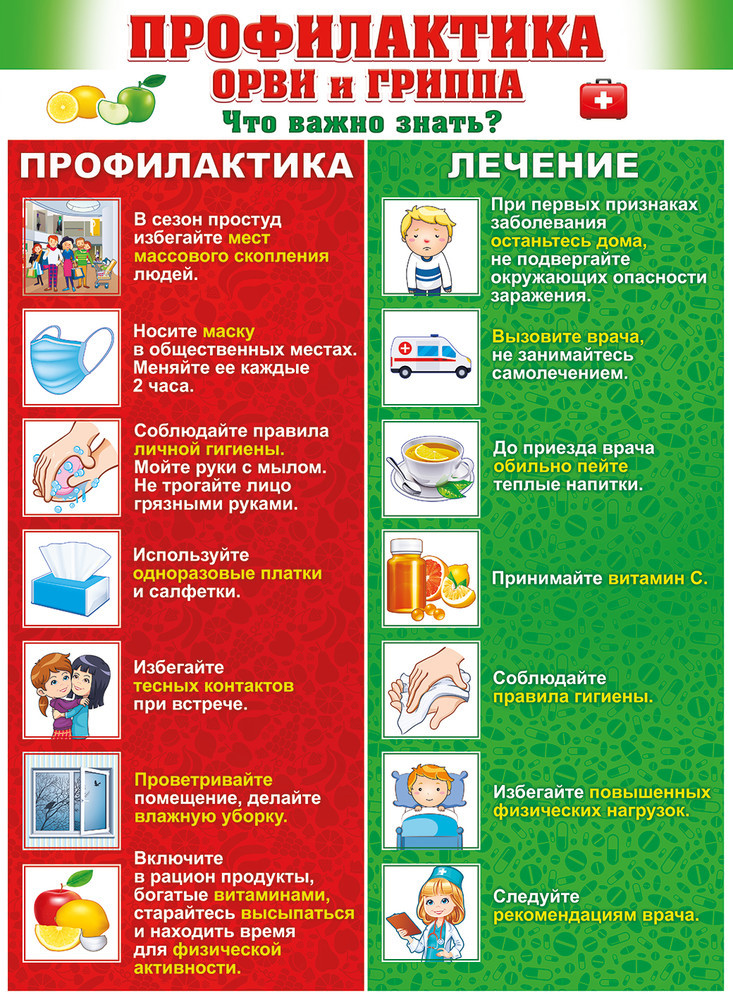 ПРОФИЛАКТИКА
ОРВИ и ГРИППА
Что важно знать?
ПРОФИЛАКТИКА
В сезон простуд
избегайте мест
массового скопления
людей.
Носите маску
в общественных местах.
Меняйте ее каждые
2 часа.
Соблюдайте правила
личной гигиены.
Мойте руки с мылом.
Не трогайте лицо
грязными руками.
Используйте
одноразовые платки
и салфетки.
Избегайте
тесных контактов
при встрече.
Проветривайте
помещение, делайте
влажную уборку.
Включите
в рацион продукты,
богатые витаминами,
старайтесь высыпаться
и находить время
для физической
активности.
ЛЕЧЕНИЕ
При первых признаках
заболевания
останьтесь дома,
не подвергайте
окружающих опасности
заражения.
Вызовите врача,
не занимайтесь
самолечением.
До приезда врача
обильно пейте
теплые напитки.
Принимайте витамин С.
Соблюдайте
правила гигиены.
Избегайте повышенных
физических нагрузок.
Следуйте
рекомендациям врача.